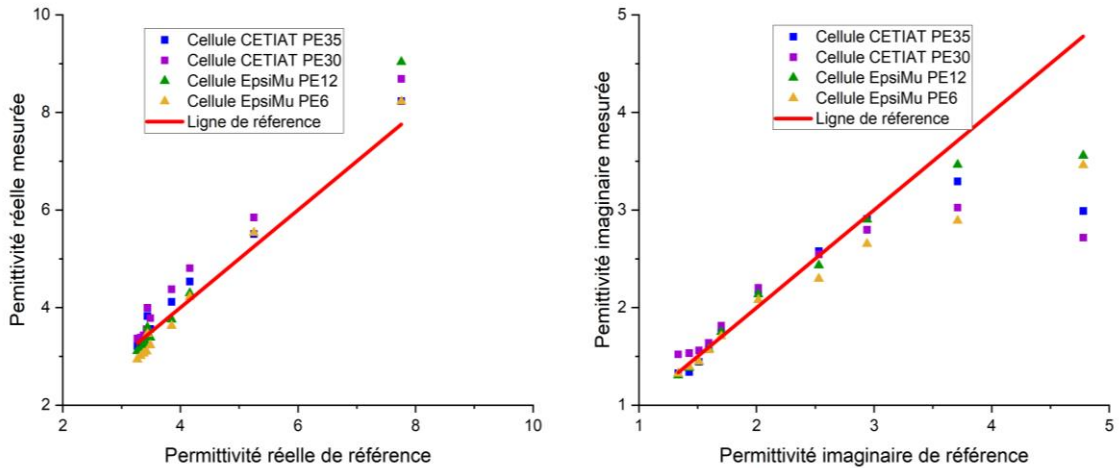 10
8
6
4
2
2
4
6
8
10
Pemittivité réelle mesurée
Permittivité réelle de référence
Cellule CETIAT PE35
Cellule CETIAT PE30
Cellule EpsiMu PE12
Cellule EpsiMu PE6
Ligne de réference
5
4
3
2
1
1
2
3
4
5
Pemittivité imaginaire mesurée
Permittivité imaginaire de référence
Cellule CETIAT PE35
Cellule CETIAT PE30
Cellule EpsiMu PE12
Cellule EpsiMu PE6
Ligne de réference